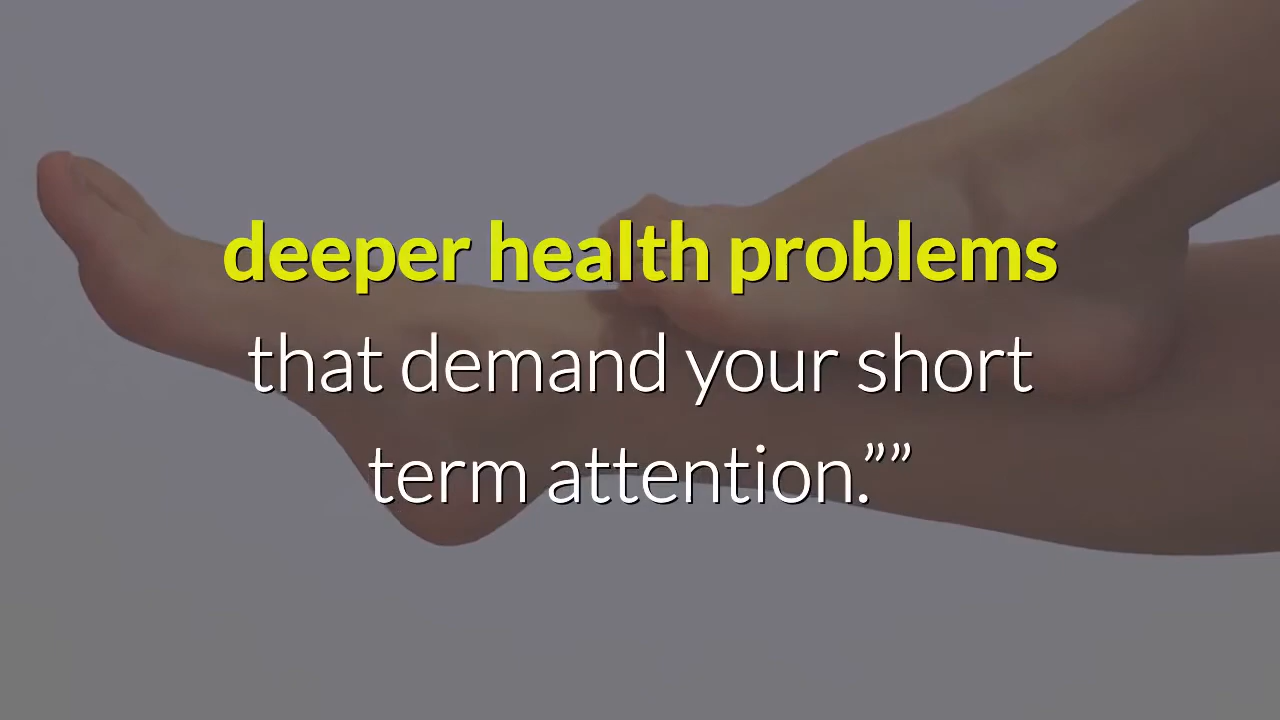 deeper health problems
that demand your short
term attention.””